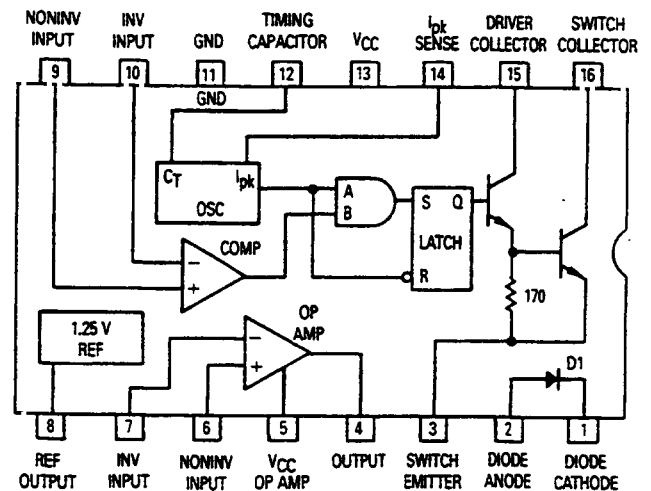 NONINV
INPUT
INV
INPUT
GND
TIMING
CAPACITOR
VCC
Ipk
SENSE
DRIVER
COLLECTOR
SWITCH
COLLECTOR
9
10
11
12
13
14
15
16
GND
CT
Ipk
OSC
A
B
S
Q
LATCH
R
COMP
−
+
170
1.25 V
REF
OP
AMP
−
+
D1
8
7
6
5
4
3
2
1
REF
OUTPUT
INV
INPUT
NONINV
INPUT
VCC
OP AMP
OUTPUT
SWITCH
EMITTER
DIODE
ANODE
DIODE
CATHODE